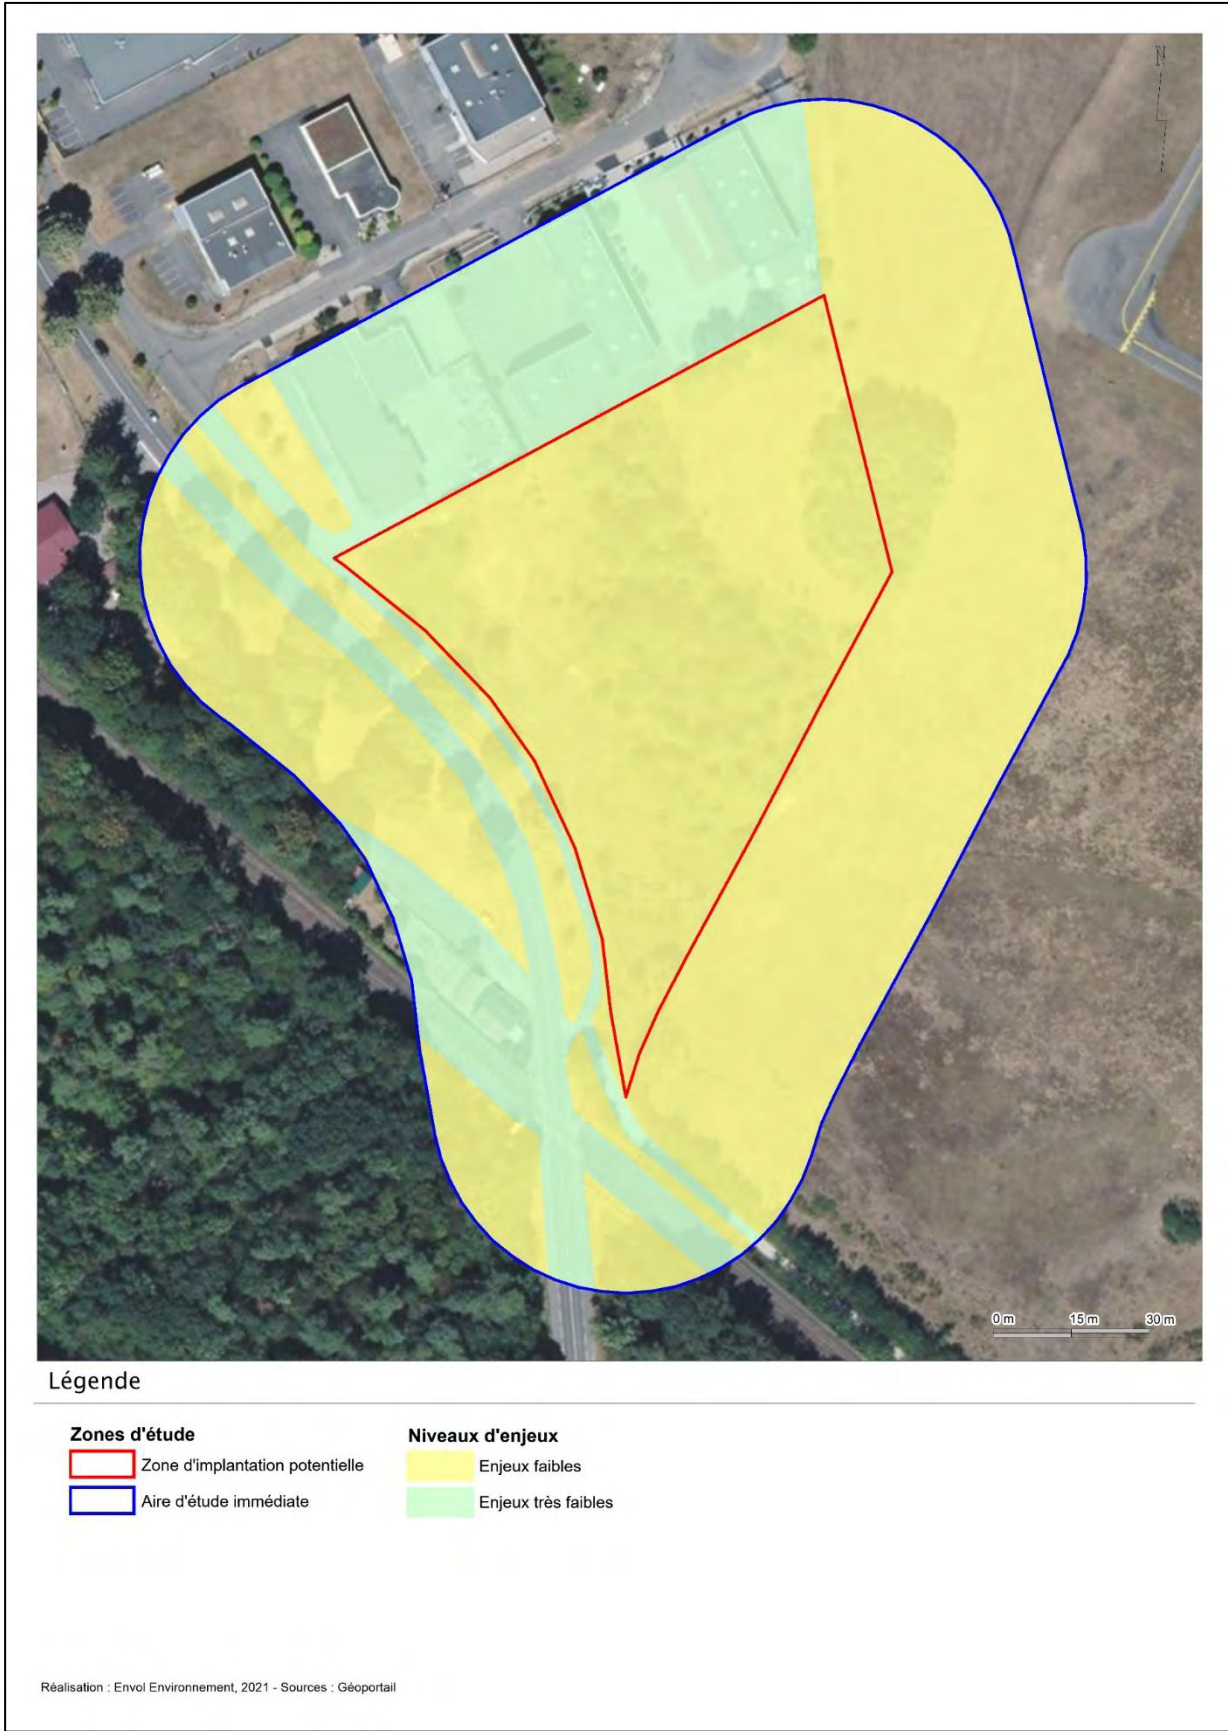 N
0 m 15 m 30 m
Légende
Zones d'étude
Zone d'implantation potentielle
Aire d'étude immédiate
Niveaux d'enjeux
Enjeux faibles
Enjeux très faibles
Réalisation : Envol Environnement, 2021 - Sources : Géoportail